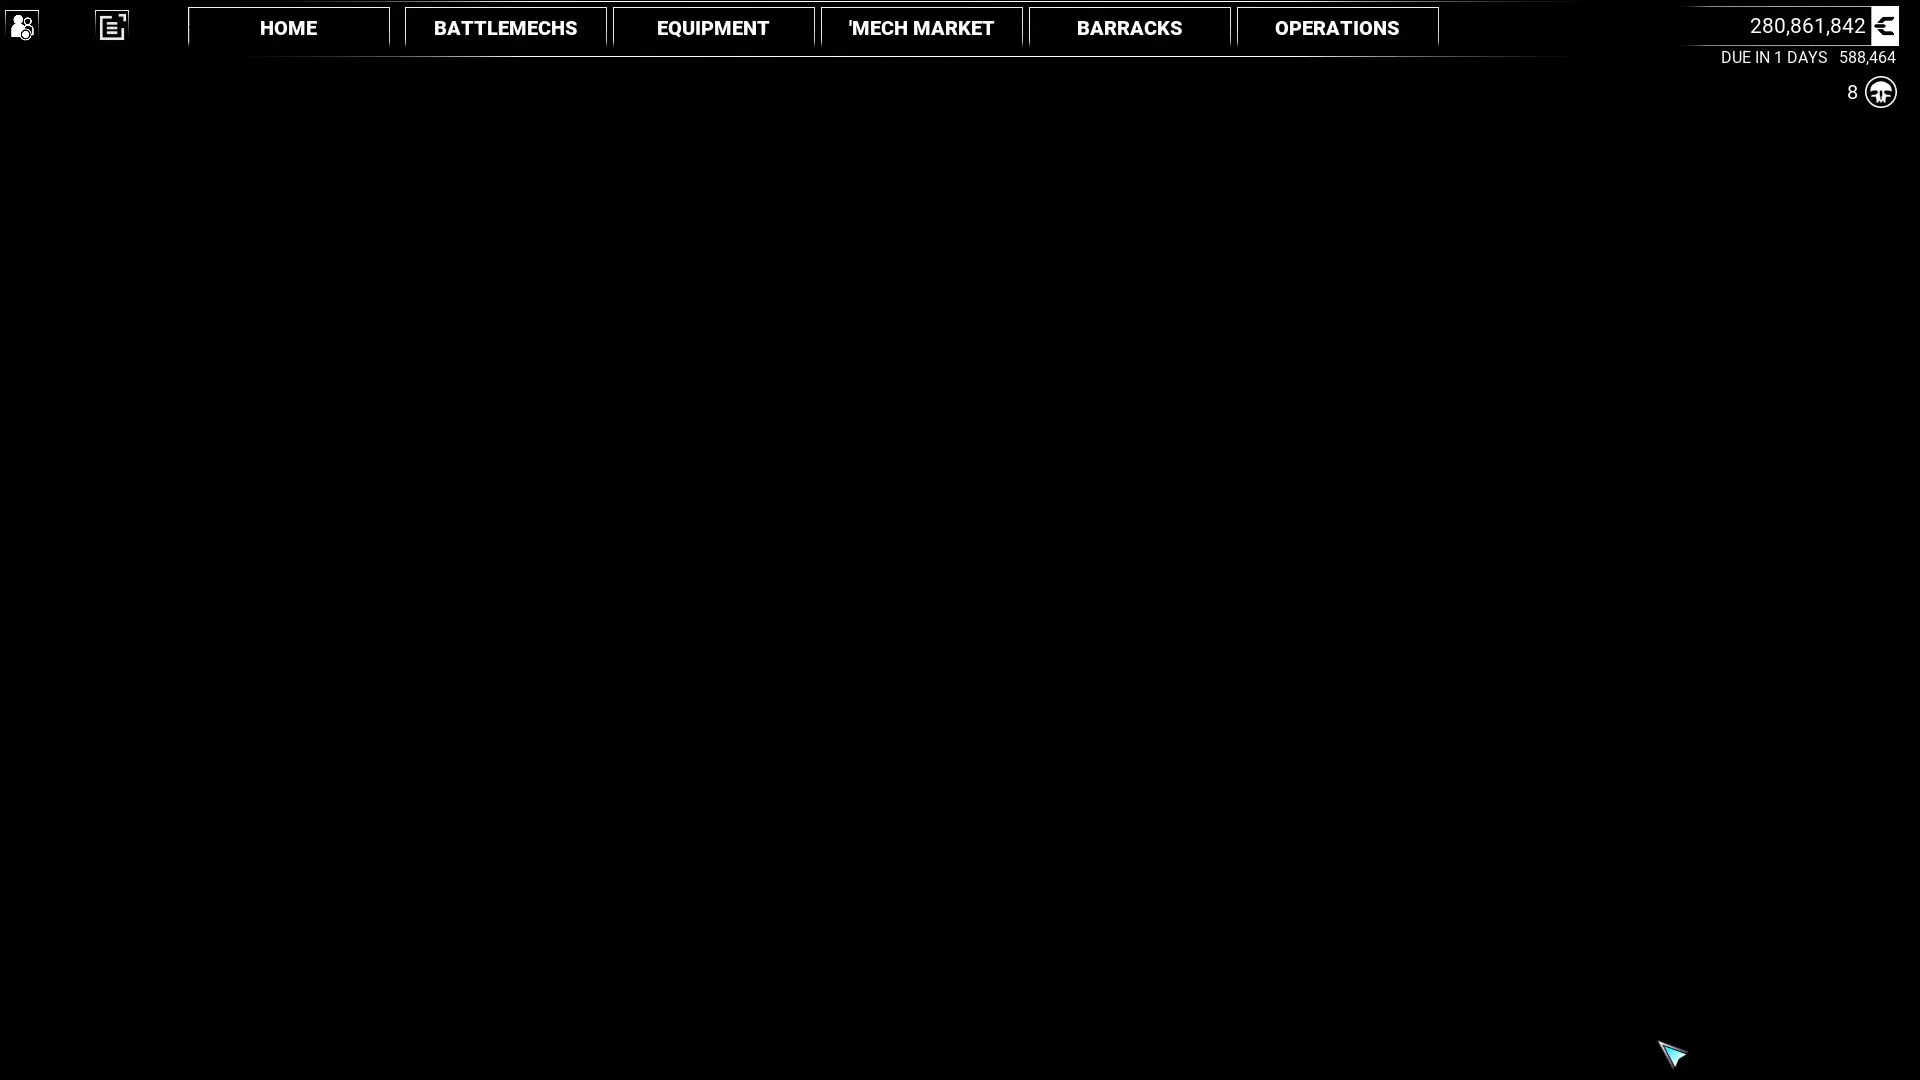 HOME
BATTLEMECHS
EQUIPMENT
'MECH MARKET
BARRACKS
OPERATIONS
280,861,842
DUE IN 1 DAYS 588,464
8